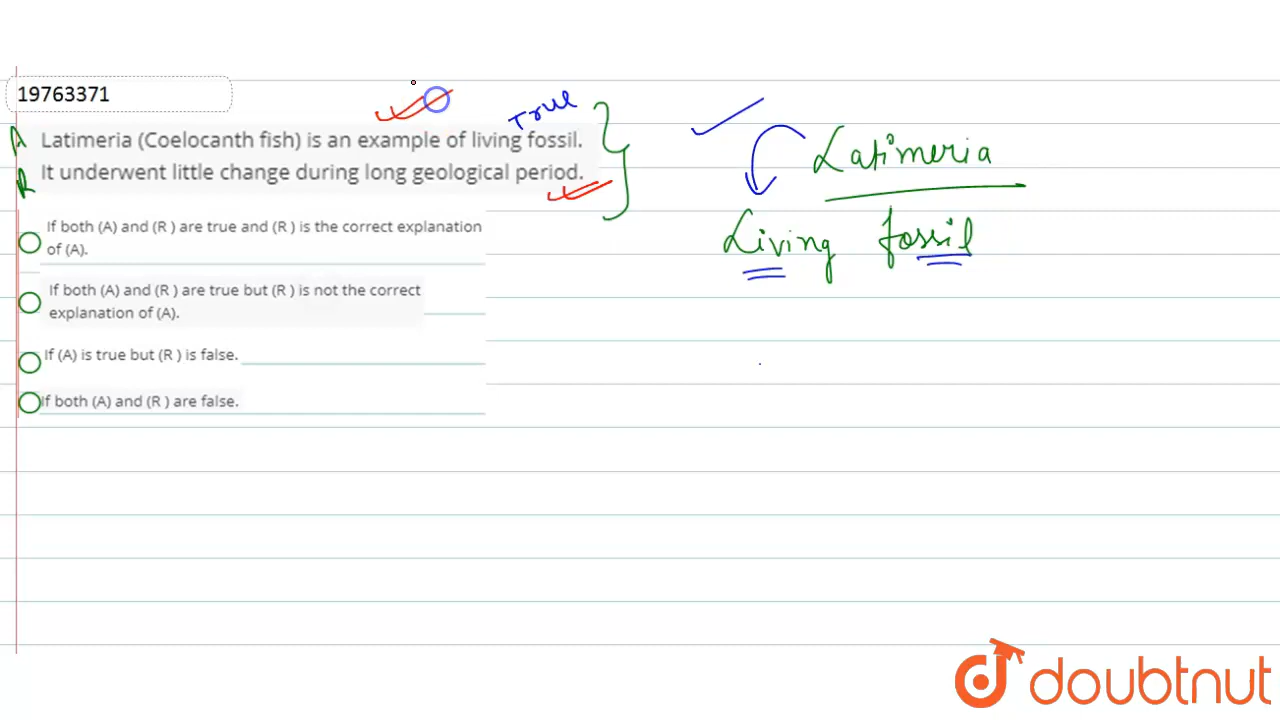 19763371
True
A Latimeria (Coelocanth fish) is an example of living fossil.
R It underwent little change during long geological period.
If both (A) and (R ) are true and (R ) is the correct explanation
of (A).
If both (A) and (R ) are true but (R ) is not the correct
explanation of (A).
If (A) is true but (R ) is false.
If both (A) and (R ) are false.
Latimeria
Living fossil
doubtnut